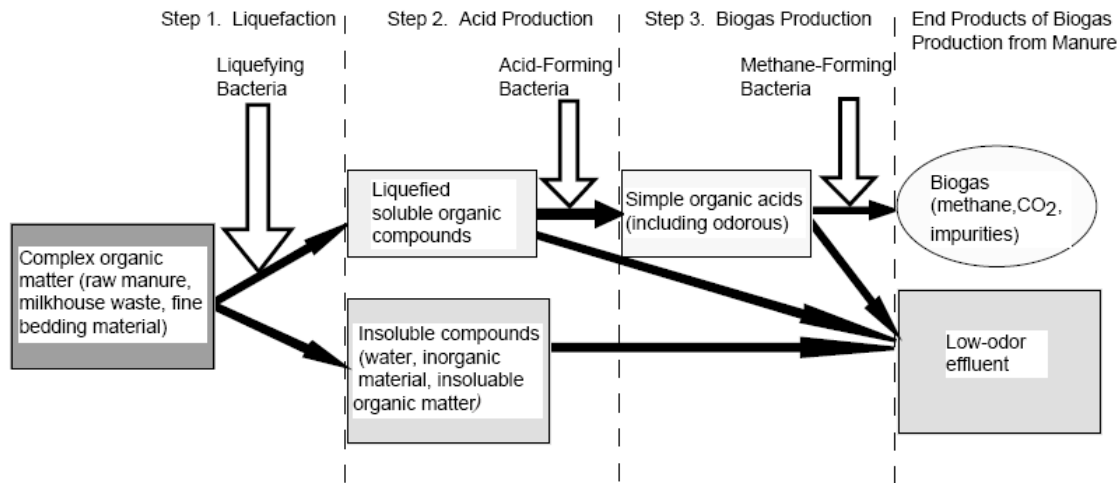 Step 1.  Liquefaction
Step 2.  Acid Production
Step 3.  Biogas Production
End Products of Biogas
Production from Manure
Liquefying
Bacteria
Acid-Forming
Bacteria
Methane-Forming
Bacteria
Complex organic
matter (raw manure,
milkhouse waste, fine
bedding material)
Liquefied
soluble organic
compounds
Simple organic acids
(including odorous)
Biogas
(methane,CO2,
impurities)
Insoluble compounds
(water, inorganic
material, insoluable
organic matter)
Low-odor
effluent